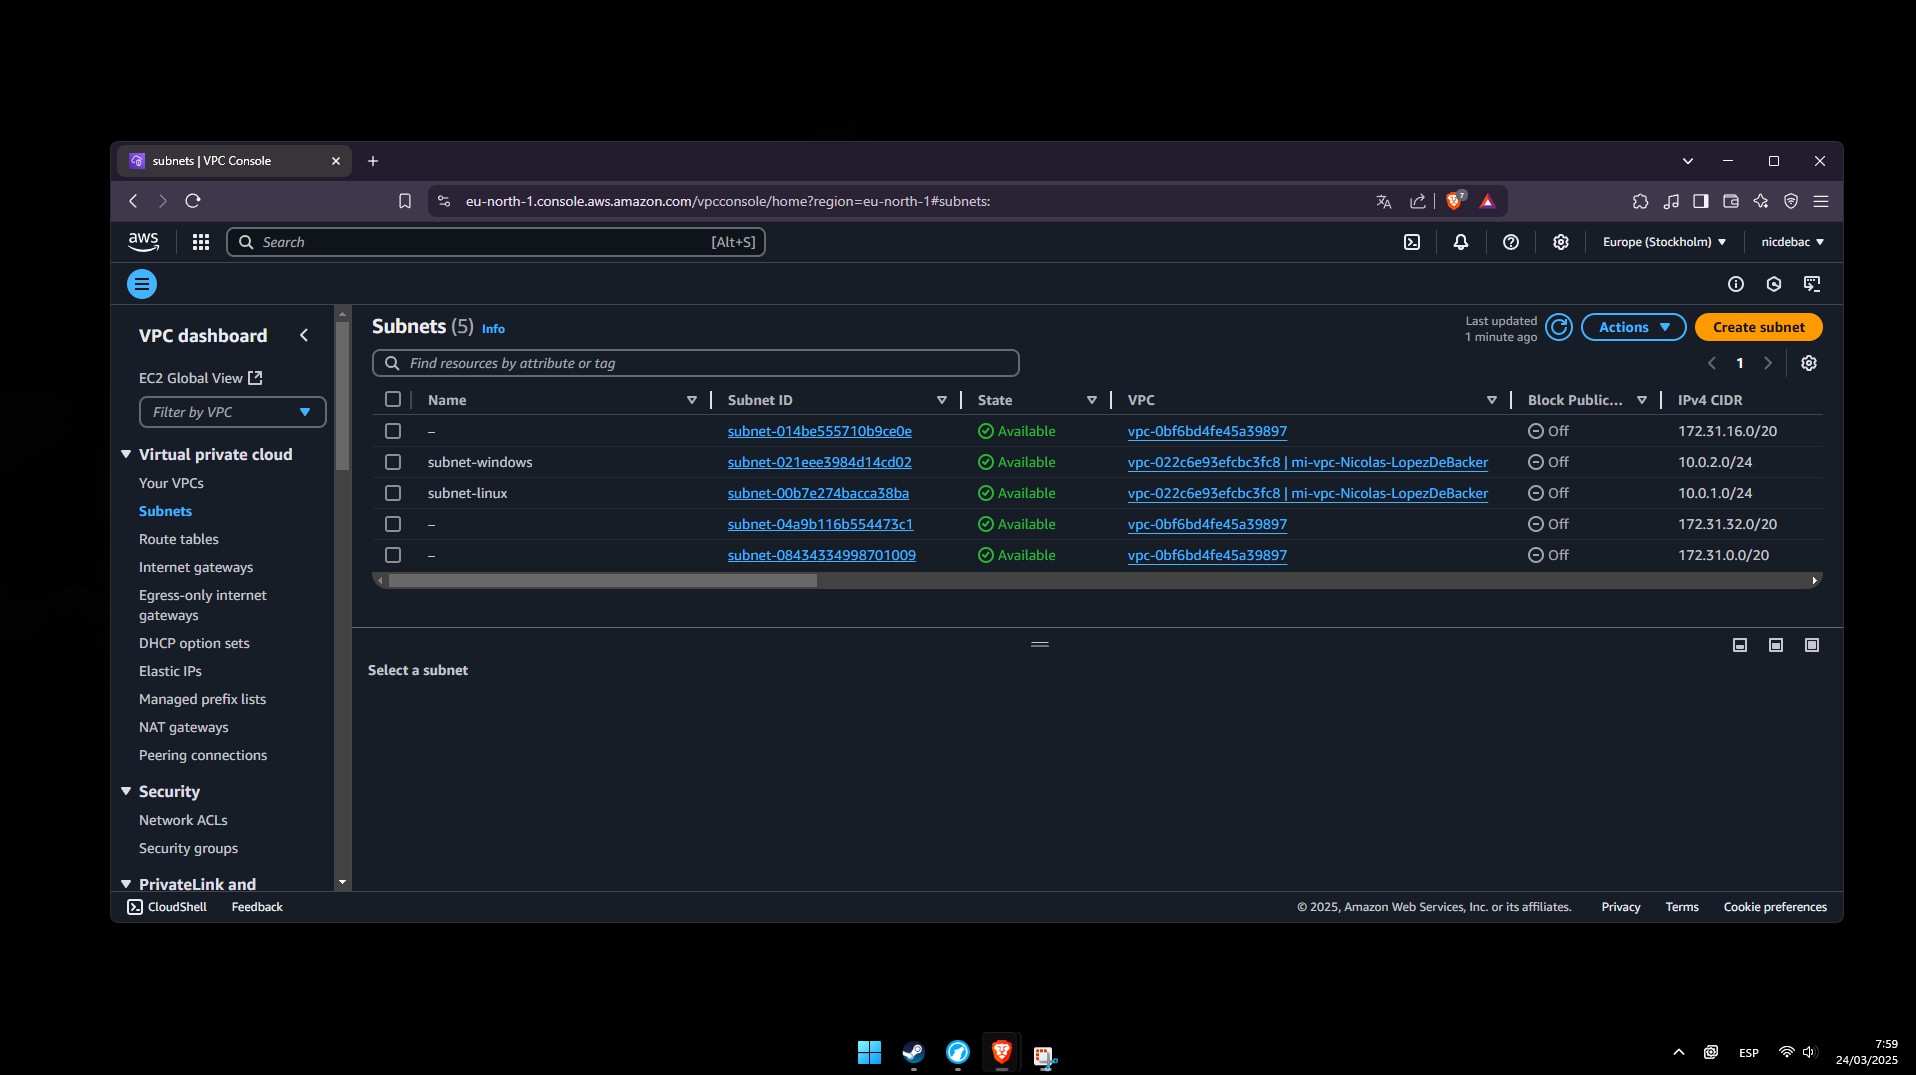 subnets | VPC Console
eu-north-1.console.aws.amazon.com/vpcconsole/home?region=eu-north-1#subnets:
7
aws
Search
[Alt+S]
Europe (Stockholm)
nicdebac
VPC dashboard
EC2 Global View
Filter by VPC
Virtual private cloud
Your VPCs
Subnets
Route tables
Internet gateways
Egress-only internet
gateways
DHCP option sets
Elastic IPs
Managed prefix lists
NAT gateways
Peering connections
Security
Network ACLs
Security groups
PrivateLink and
Subnets (5) Info
Last updated
1 minute ago
Actions
Create subnet
Find resources by attribute or tag
1
Name Subnet ID State VPC Block Public... IPv4 CIDR
– subnet-014be555710b9ce0e Available vpc-0bf6bd4fe45a39897 Off 172.31.16.0/20
subnet-windows subnet-021eee3984d14cd02 Available vpc-022c6e93efcbc3fc8 | mi-vpc-Nicolas-LopezDeBacker Off 10.0.2.0/24
subnet-linux subnet-00b7e274bacca38ba Available vpc-022c6e93efcbc3fc8 | mi-vpc-Nicolas-LopezDeBacker Off 10.0.1.0/24
– subnet-04a9b116b554473c1 Available vpc-0bf6bd4fe45a39897 Off 172.31.32.0/20
– subnet-08434334998701009 Available vpc-0bf6bd4fe45a39897 Off 172.31.0.0/20
Select a subnet
CloudShell Feedback
© 2025, Amazon Web Services, Inc. or its affiliates. Privacy Terms Cookie preferences
ESP
7:59
24/03/2025